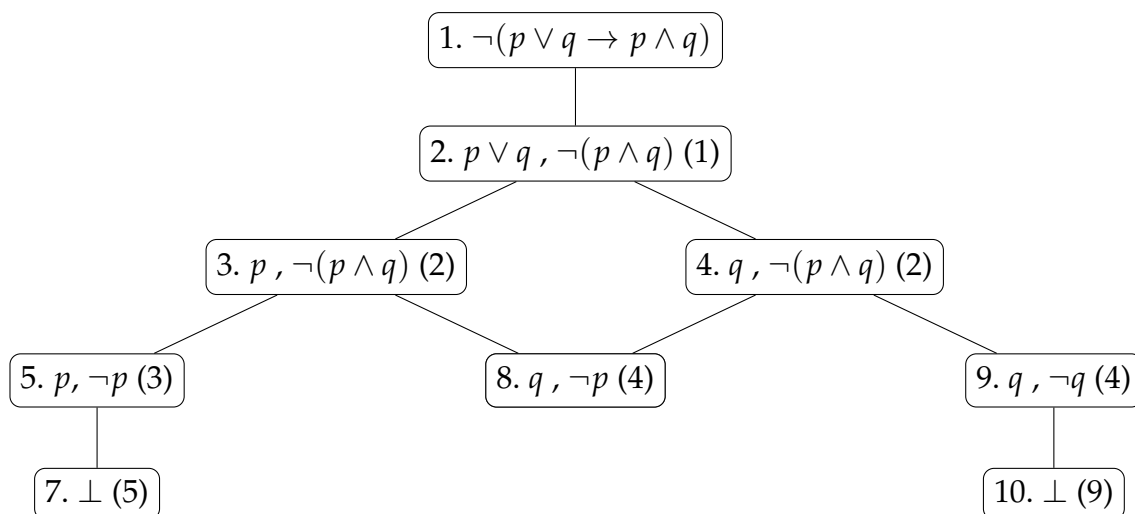 1. ¬(p ∨ q → p ∧ q)
2. p ∨ q , ¬(p ∧ q) (1)
3. p , ¬(p ∧ q) (2)
4. q , ¬(p ∧ q) (2)
5. p, ¬p (3)
8. q , ¬p (4)
9. q , ¬q (4)
7. ⊥ (5)
10. ⊥ (9)